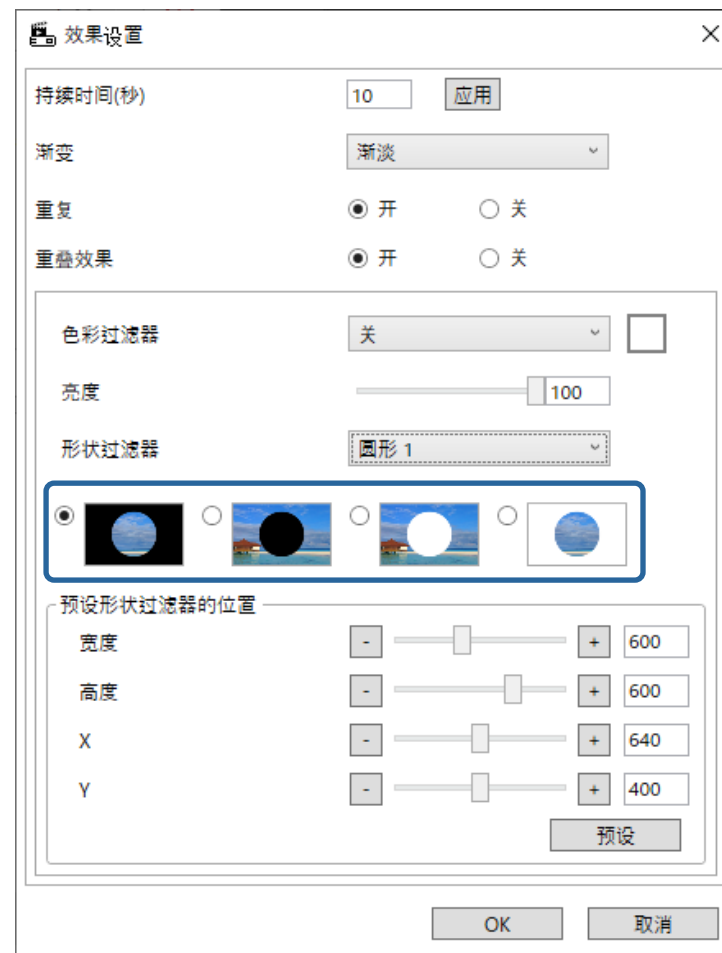 效果设置
持续时间(秒) 10 应用
渐变 渐淡
重复 开 关
重叠效果 开 关
色彩过滤器 关
亮度 100
形状过滤器 圆形 1
预设形状过滤器的位置
宽度 - + 600
高度 - + 600
X - + 640
Y - + 400
预设
OK 取消